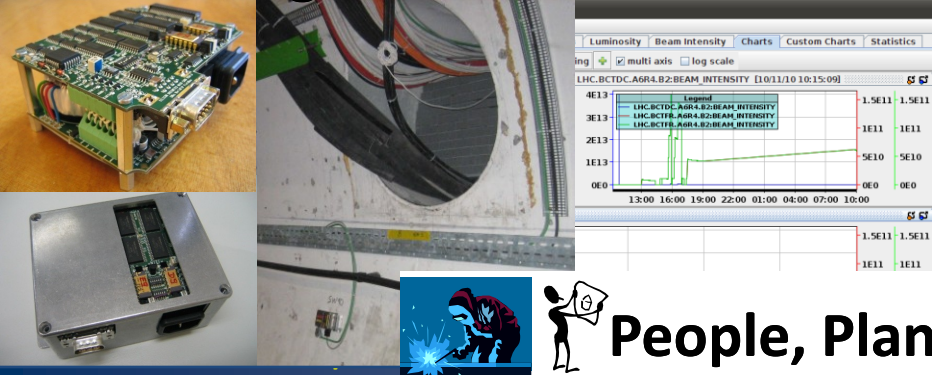 Luminosity Beam Intensity Charts Custom Charts Statistics
ing multi axis log scale
LHC.BCTDC.A6R4.B2:BEAM_INTENSITY [10/11/10 10:15:09]
Legend
LHC.BCTDC.A6R4.B2:BEAM_INTENSITY
LHC.BCTFR.A6R4.B2:BEAM_INTENSITY
LHC.BCTFR.A6R4.B2:BEAM_INTENSITY
4E13
3E13
2E13
1E13
0E0
1.5E11 1.5E11
1E11 1E11
5E10 5E10
0E0 0E0
13:00 16:00 19:00 22:00 01:00 04:00 07:00 10:00
1.5E11 1.5E11
1E11 1E11
People, Plan